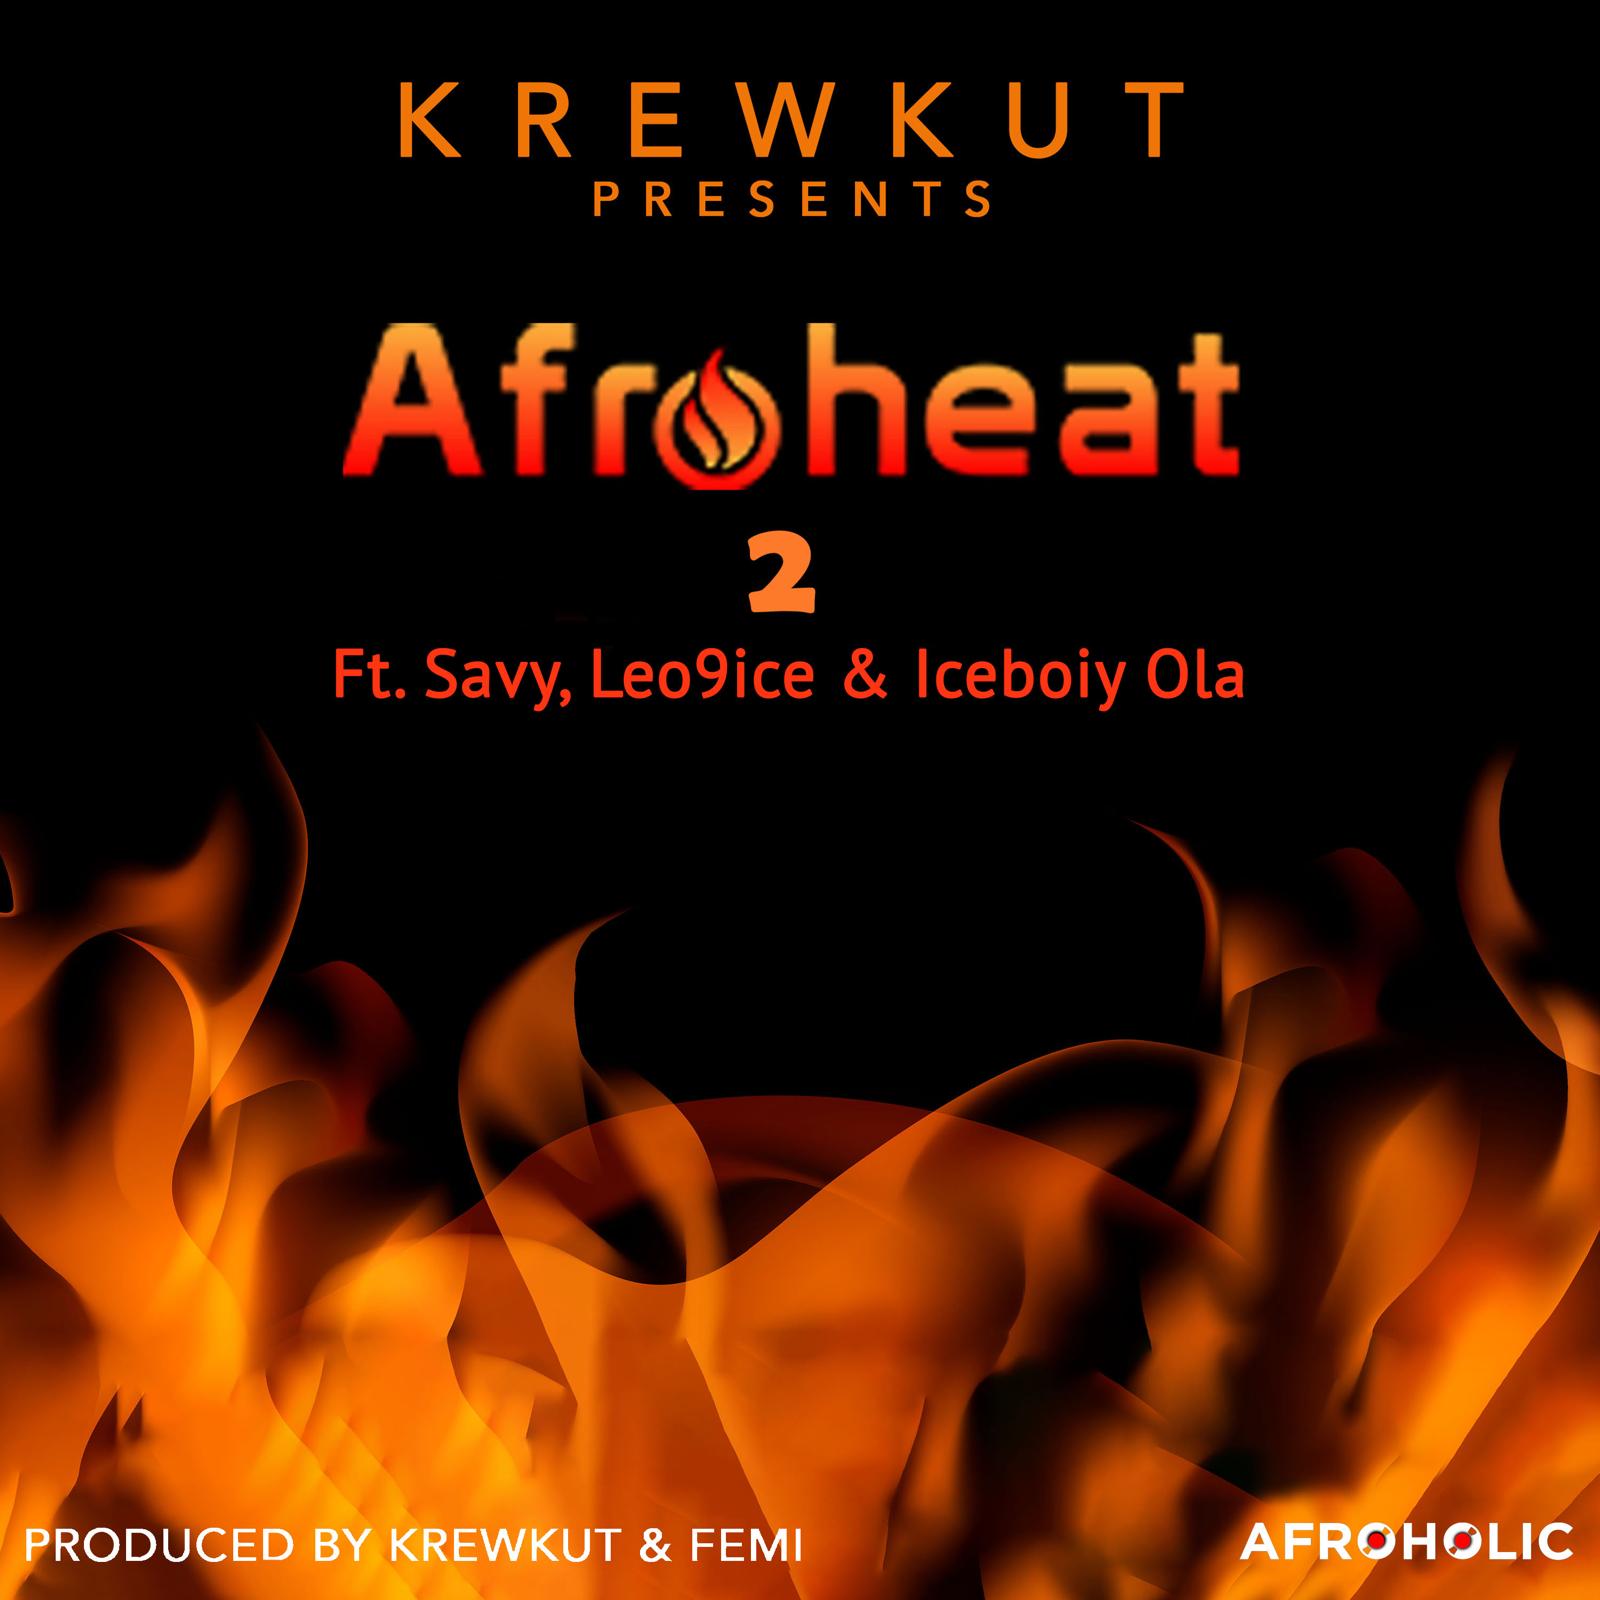 KREWKUT
PRESENTS
Afroheat
2
Ft. Savy, Leo9ice & Iceboiy Ola
PRODUCED BY KREWKUT & FEMI
AFROHOLIC